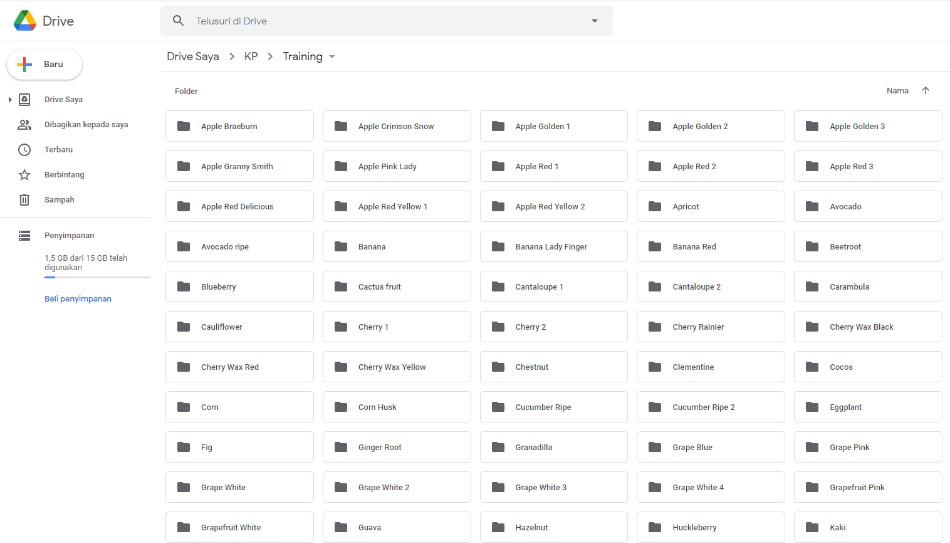 Drive
Telusuri di Drive
Drive Saya > KP > Training
Baru
Folder
Nama
Drive Saya
Dibagikan kepada saya
Terbaru
Berbintang
Sampah
Penyimpanan
1,5 GB dari 15 GB telah
digunakan
Beli penyimpanan
Apple Braeburn
Apple Crimson Snow
Apple Golden 1
Apple Golden 2
Apple Golden 3
Apple Granny Smith
Apple Pink Lady
Apple Red 1
Apple Red 2
Apple Red 3
Apple Red Delicious
Apple Red Yellow 1
Apple Red Yellow 2
Apricot
Avocado
Avocado ripe
Banana
Banana Lady Finger
Banana Red
Beetroot
Blueberry
Cactus fruit
Cantaloupe 1
Cantaloupe 2
Carambula
Cauliflower
Cherry 1
Cherry 2
Cherry Rainier
Cherry Wax Black
Cherry Wax Red
Cherry Wax Yellow
Chestnut
Clementine
Cocos
Corn
Corn Husk
Cucumber Ripe
Cucumber Ripe 2
Eggplant
Fig
Ginger Root
Granadilla
Grape Blue
Grape Pink
Grape White
Grape White 2
Grape White 3
Grape White 4
Grapefruit Pink
Grapefruit White
Guava
Hazelnut
Huckleberry
Kaki